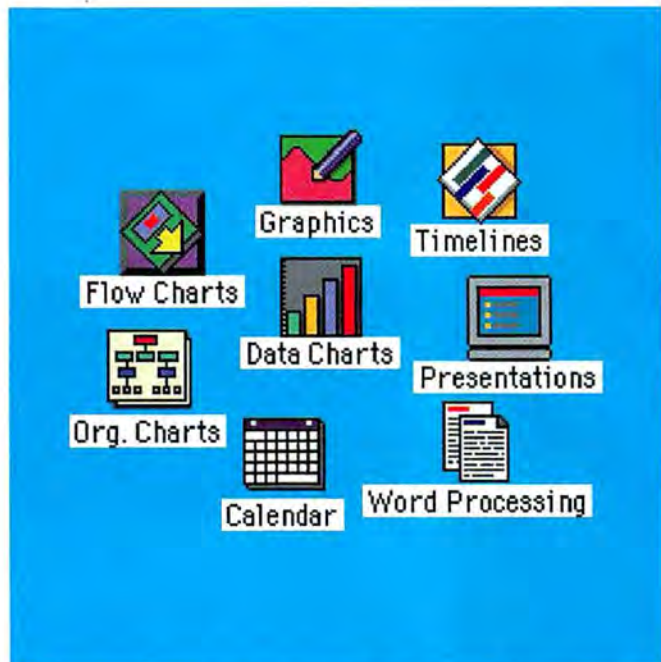 Graphics
Timelines
Flow Charts
Data Charts
Presentations
Org. Charts
Calendar
Word Processing